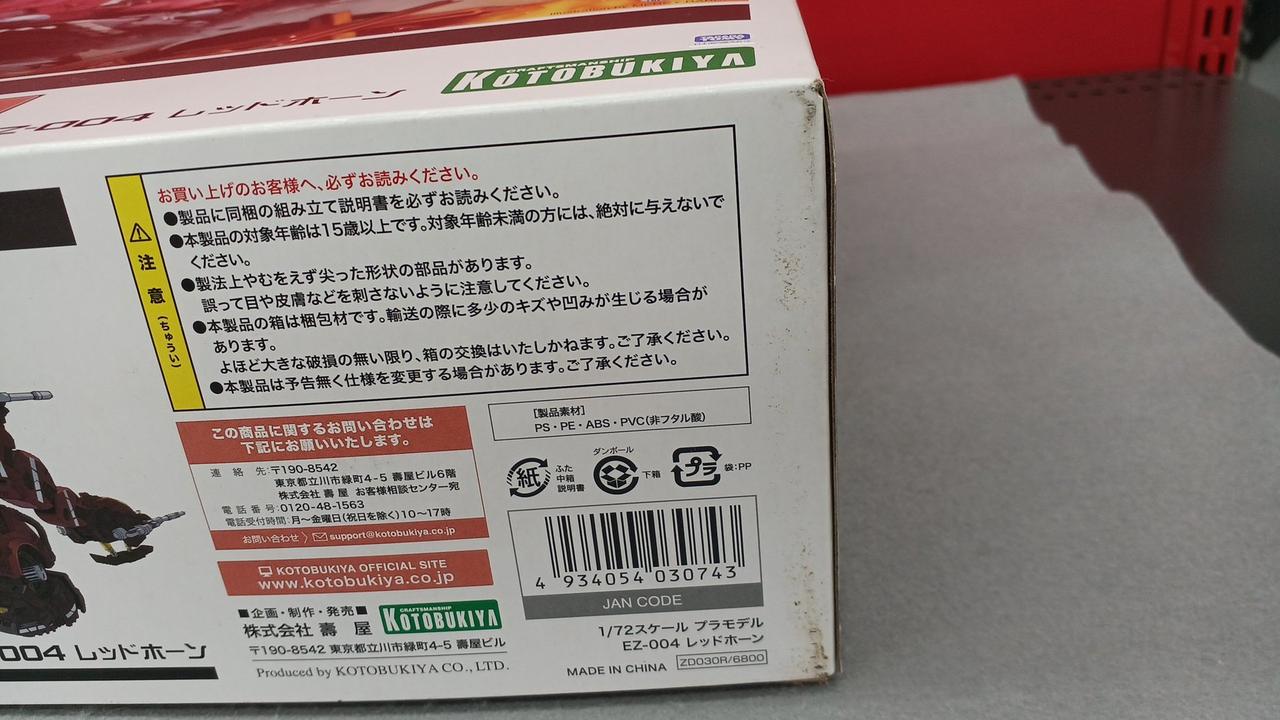 CRAFTSMANSHIP
KOTOBUKIYA
EZ-004 レッドホーン
注意(ちゅうい)
お買い上げのお客様へ、必ずお読みください。
●製品に同梱の組み立て説明書を必ずお読みください。
●本製品の対象年齢は15歳以上です。対象年齢未満の方には、絶対に与えないで
ください。
●製法上やむをえず尖った形状の部品があります。
誤って目や皮膚などを刺さないように注意してください。
●本製品の箱は梱包材です。輸送の際に多少のキズや凹みが生じる場合が
あります。
よほど大きな破損の無い限り、箱の交換はいたしかねます。ご了承ください。
●本製品は予告無く仕様を変更する場合があります。ご了承ください。
この商品に関するお問い合わせは
下記にお願いいたします。
連絡先:〒190-8542
東京都立川市緑町4-5 壽屋ビル6階
株式会社 壽屋 お客様相談センター宛
電話番号:0120-48-1563
電話受付時間:月〜金曜日(祝日を除く)10〜17時
お問い合わせ 〉 support@kotobukiya.co.jp
KOTOBUKIYA OFFICIAL SITE
www.kotobukiya.co.jp
■企画・制作・発売■
株式会社 壽屋
CRAFTSMANSHIP
KOTOBUKIYA
〒190-8542 東京都立川市緑町4-5 壽屋ビル
Produced by KOTOBUKIYA CO., LTD.
[製品素材]
PS・PE・ABS・PVC(非フタル酸)
紙
ふた
中箱
説明書
ダンボール
下箱
プラ
袋:PP
4 934054 030743
JAN CODE
1/72スケール プラモデル
EZ-004 レッドホーン
MADE IN CHINA ZD030R/6800
004 レッドホーン